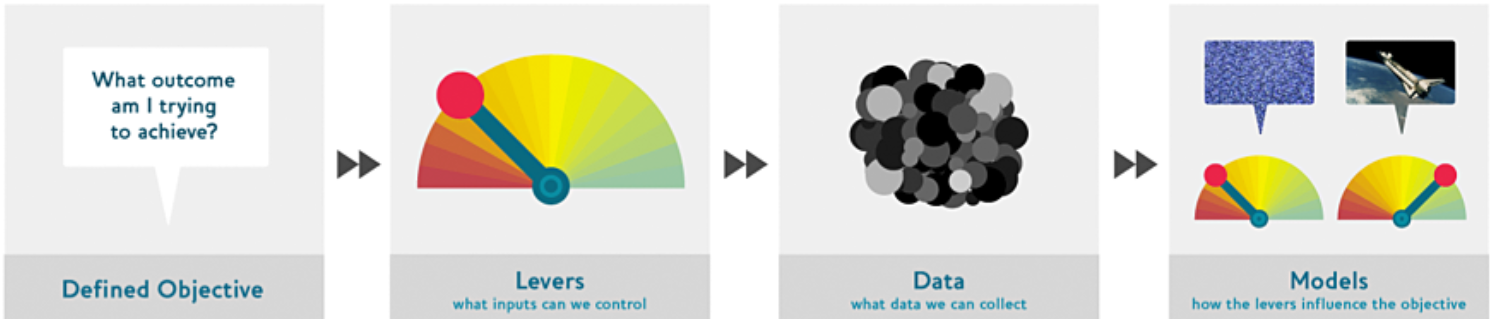 What outcome
am I trying
to achieve?
Defined Objective
Levers
what inputs can we control
Data
what data we can collect
Models
how the levers influence the objective